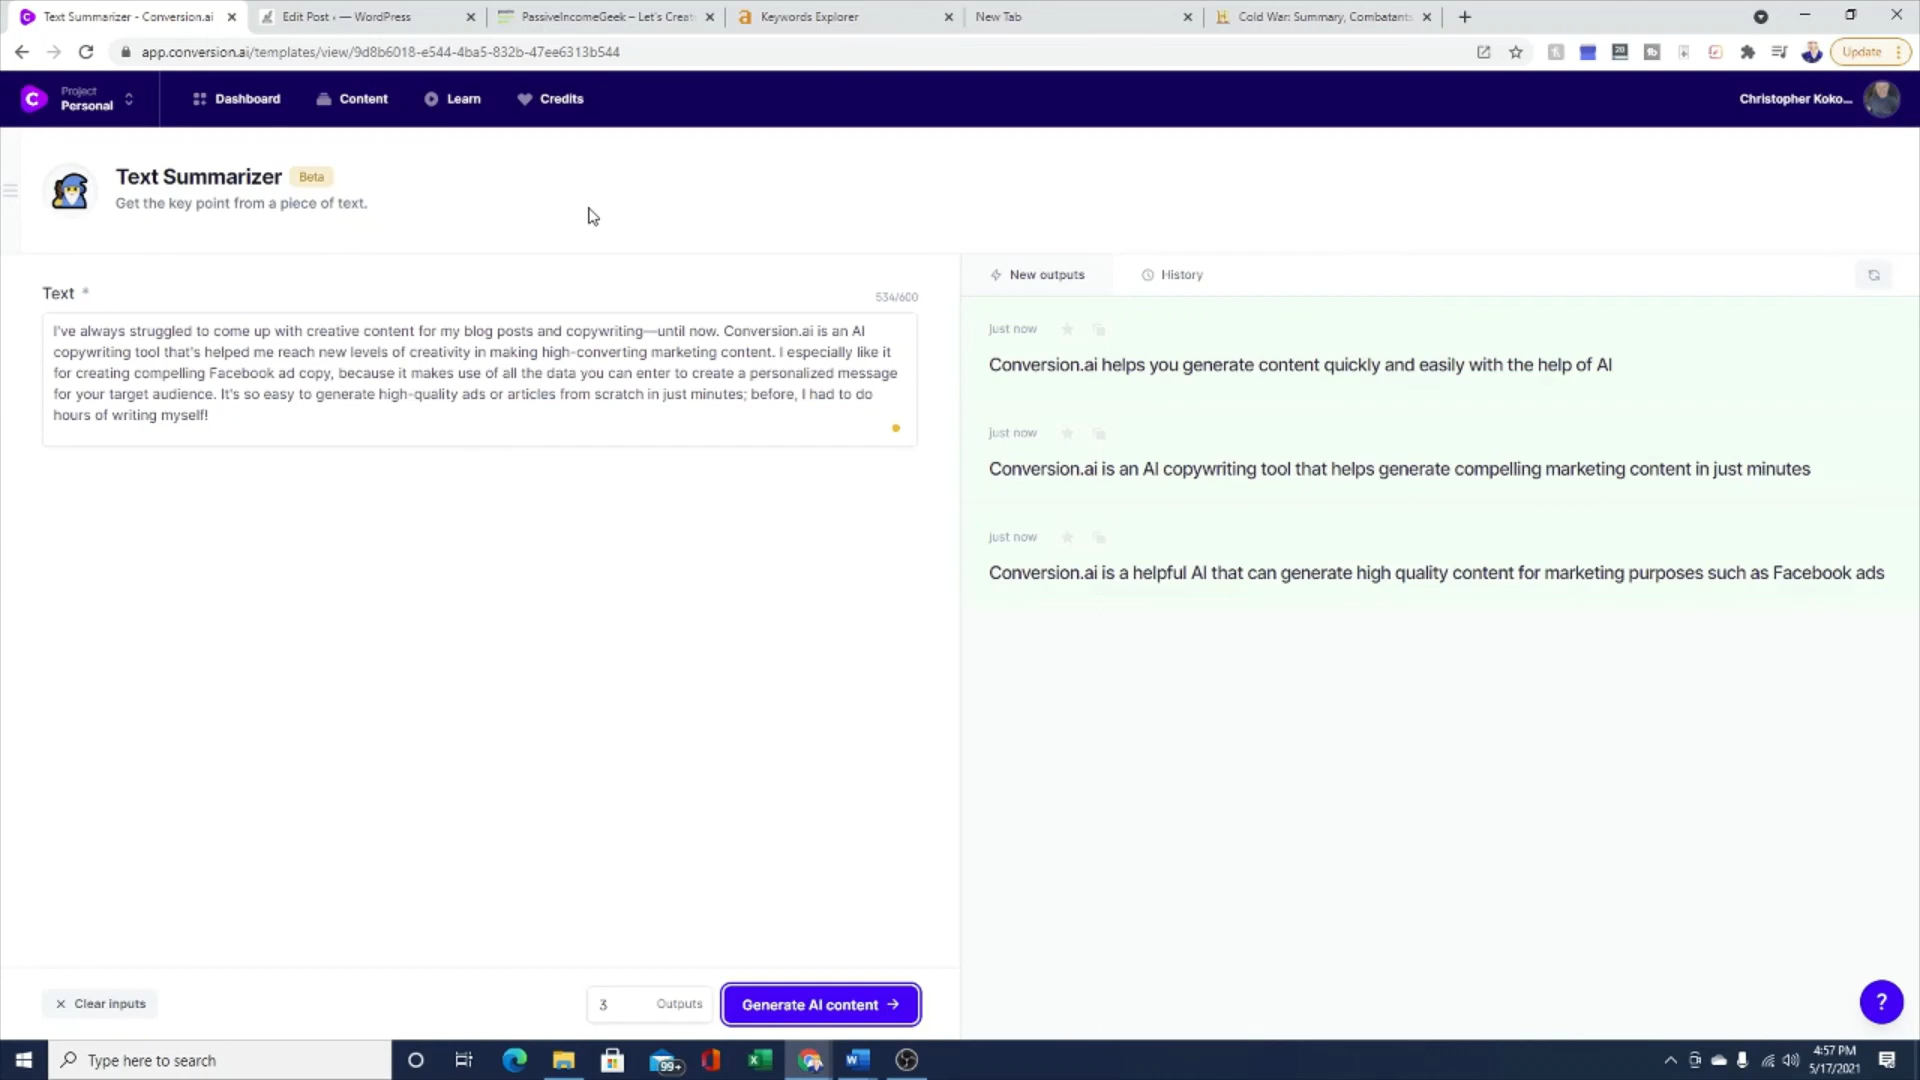 Text Summarizer - Conversion.ai
Edit Post ‹ — WordPress
PassiveIncomeGeek – Let's Creat
Keywords Explorer
New Tab
Cold War: Summary, Combatants
app.conversion.ai/templates/view/9d8b6018-e544-4ba5-832b-47ee6313b544
Update
Project
Personal
Dashboard
Content
Learn
Credits
Christopher Koko...
Text Summarizer
Beta
Get the key point from a piece of text.
Text *
534/600
I've always struggled to come up with creative content for my blog posts and copywriting—until now. Conversion.ai is an AI
copywriting tool that's helped me reach new levels of creativity in making high-converting marketing content. I especially like it
for creating compelling Facebook ad copy, because it makes use of all the data you can enter to create a personalized message
for your target audience. It's so easy to generate high-quality ads or articles from scratch in just minutes; before, I had to do
hours of writing myself!
New outputs
History
just now
Conversion.ai helps you generate content quickly and easily with the help of AI
just now
Conversion.ai is an AI copywriting tool that helps generate compelling marketing content in just minutes
just now
Conversion.ai is a helpful AI that can generate high quality content for marketing purposes such as Facebook ads
Clear inputs
3 Outputs
Generate AI content
?
Type here to search
99+
4:57 PM
5/17/2021